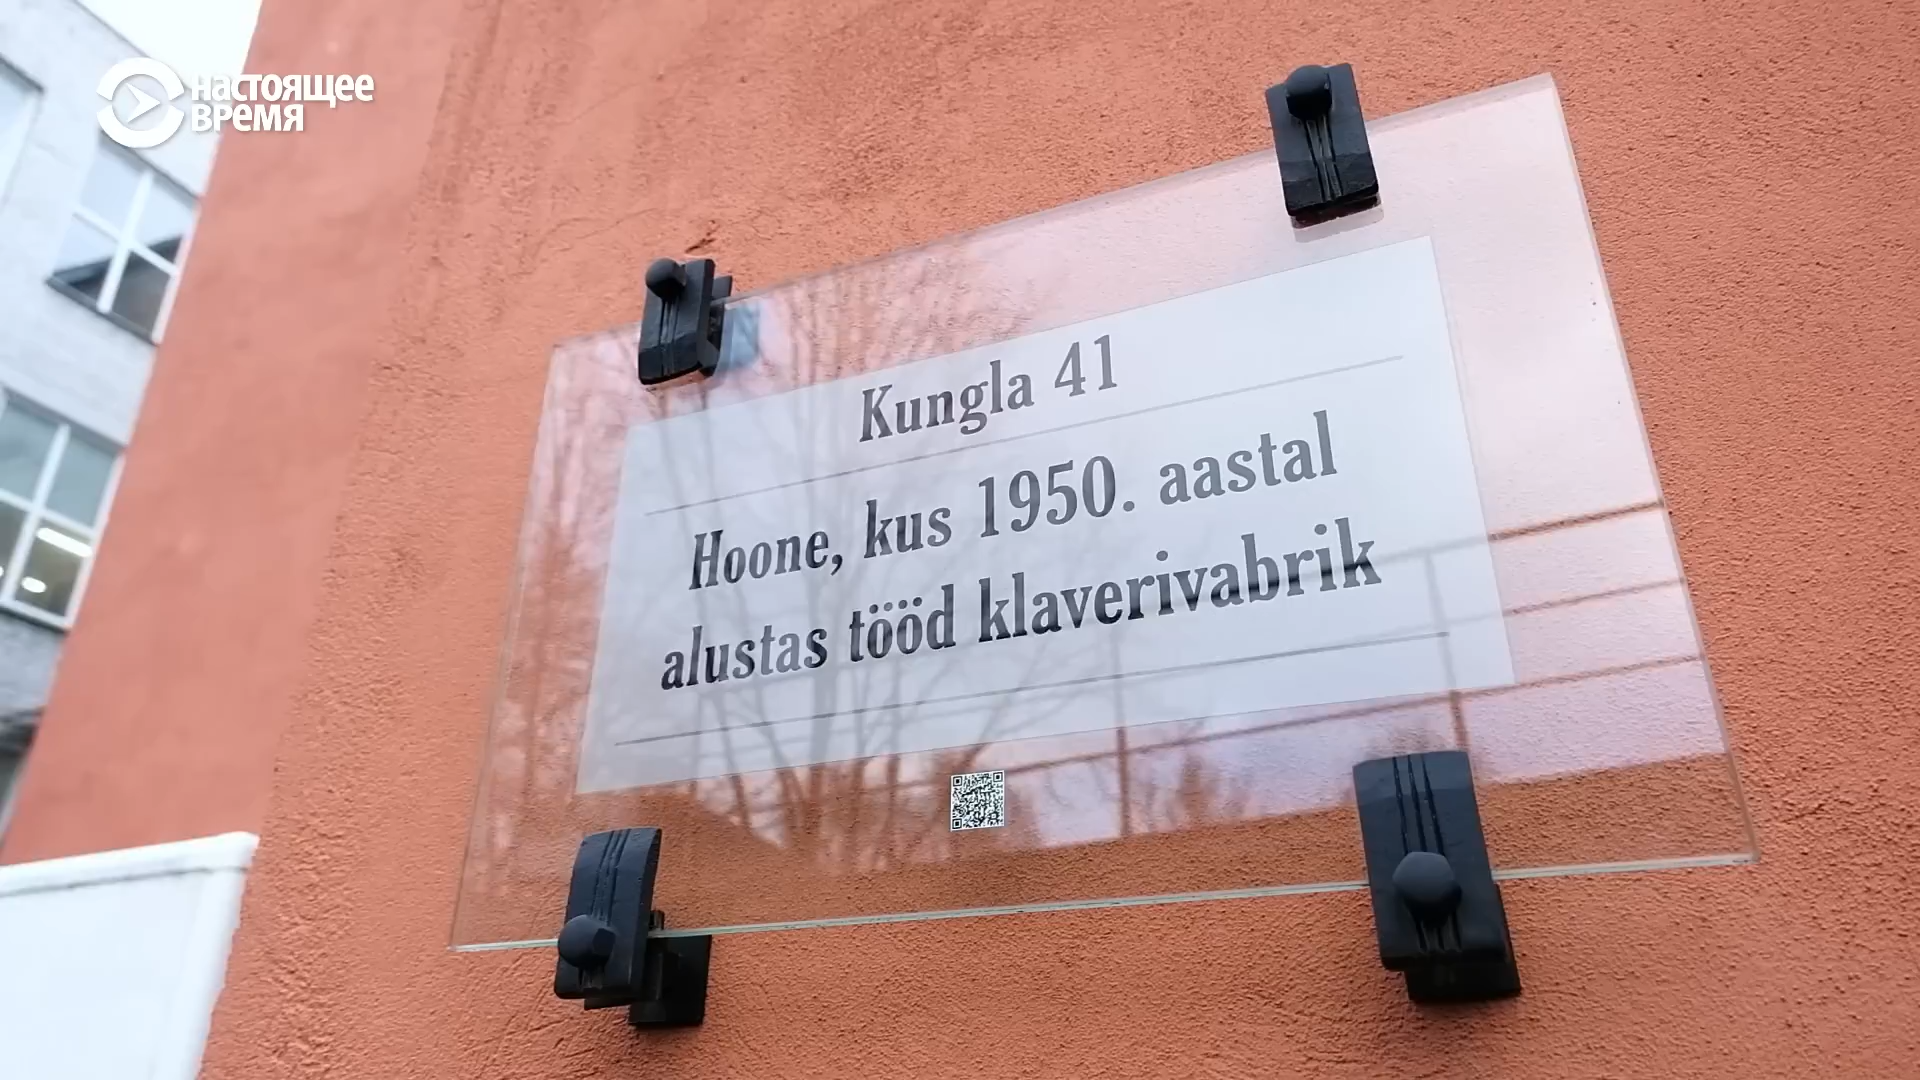 настоящее
время
Kungla 41
Hoone, kus 1950. aastal
alustas tööd klaverivabrik